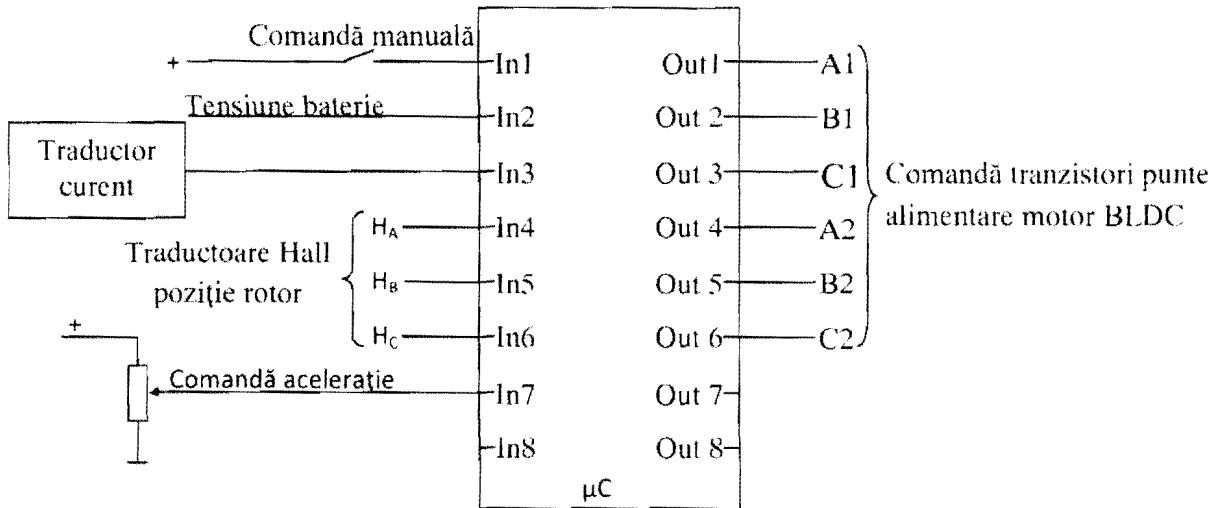 Comandă manuală
+
In1
Out1
A1
Tensiune baterie
In2
Out 2
B1
Traductor
curent
In3
Out 3
C1
Comandă tranzistori punte
alimentare motor BLDC
Traductoare Hall
poziţie rotor
HA
In4
Out 4
A2
HB
In5
Out 5
B2
HC
In6
Out 6
C2
+
Comandă aceleraţie
In7
Out 7
In8
Out 8
µC